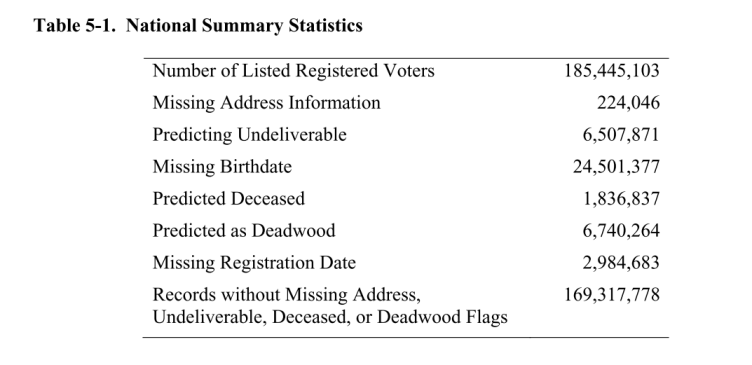 Table 5-1. National Summary Statistics
Number of Listed Registered Voters 185,445,103
Missing Address Information 224,046
Predicting Undeliverable 6,507,871
Missing Birthdate 24,501,377
Predicted Deceased 1,836,837
Predicted as Deadwood 6,740,264
Missing Registration Date 2,984,683
Records without Missing Address, 169,317,778
Undeliverable, Deceased, or Deadwood Flags